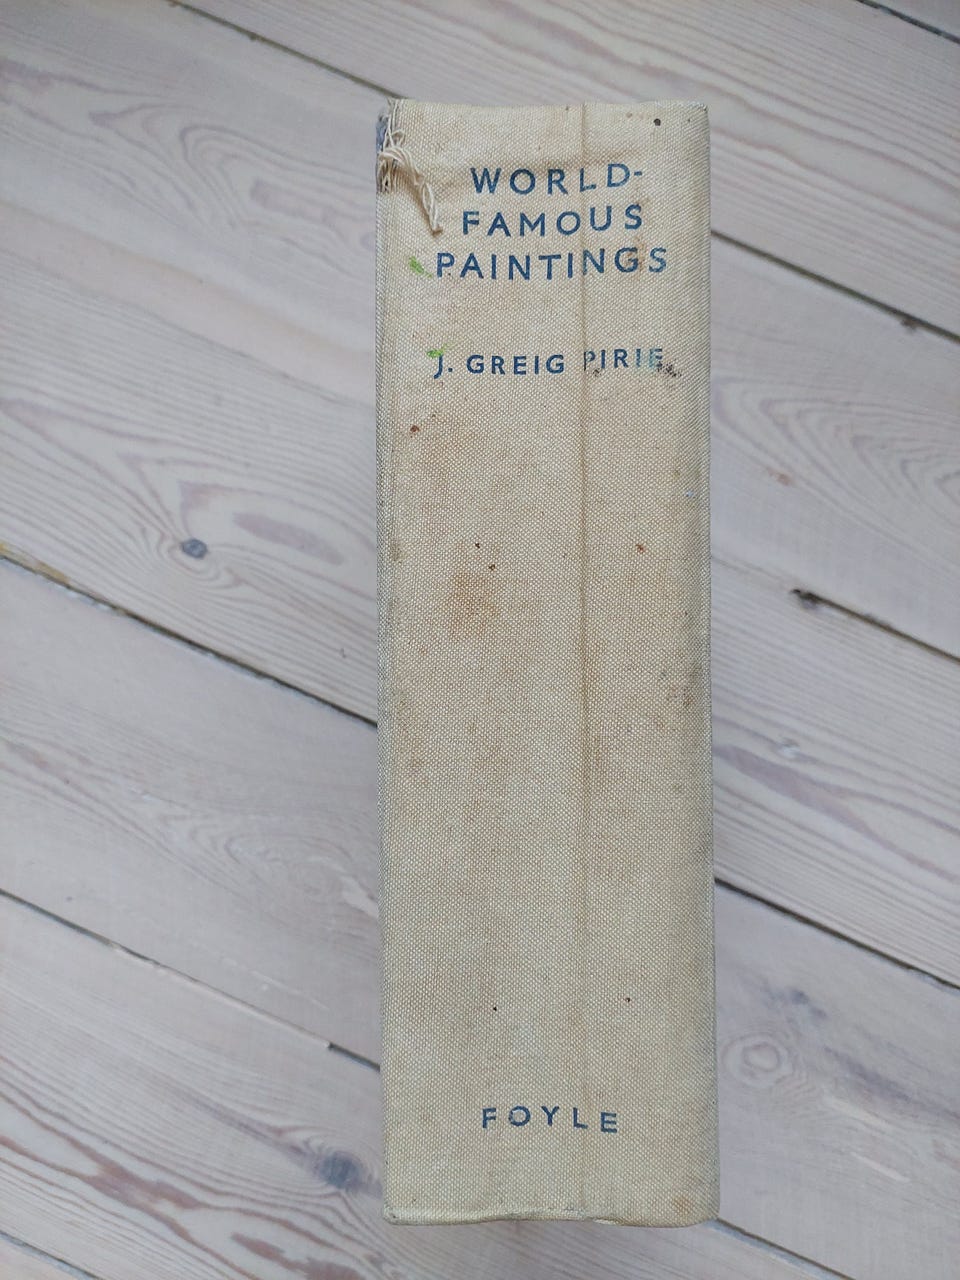 WORLD-
FAMOUS
PAINTINGS
J. GREIG PIRIE
FOYLE